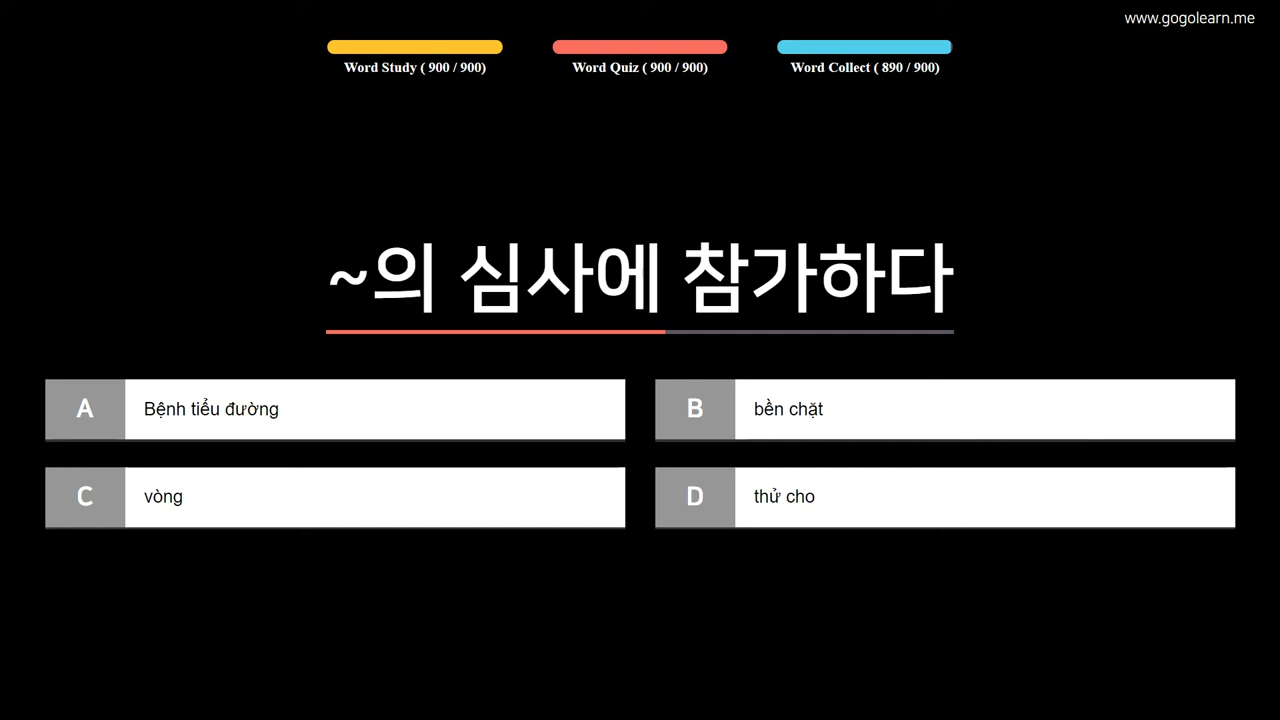 www.gogolearn.me
Word Study ( 900 / 900)
Word Quiz ( 900 / 900)
Word Collect ( 890 / 900)
~의 심사에 참가하다
A Bệnh tiểu đường
B bền chặt
C vòng
D thử cho